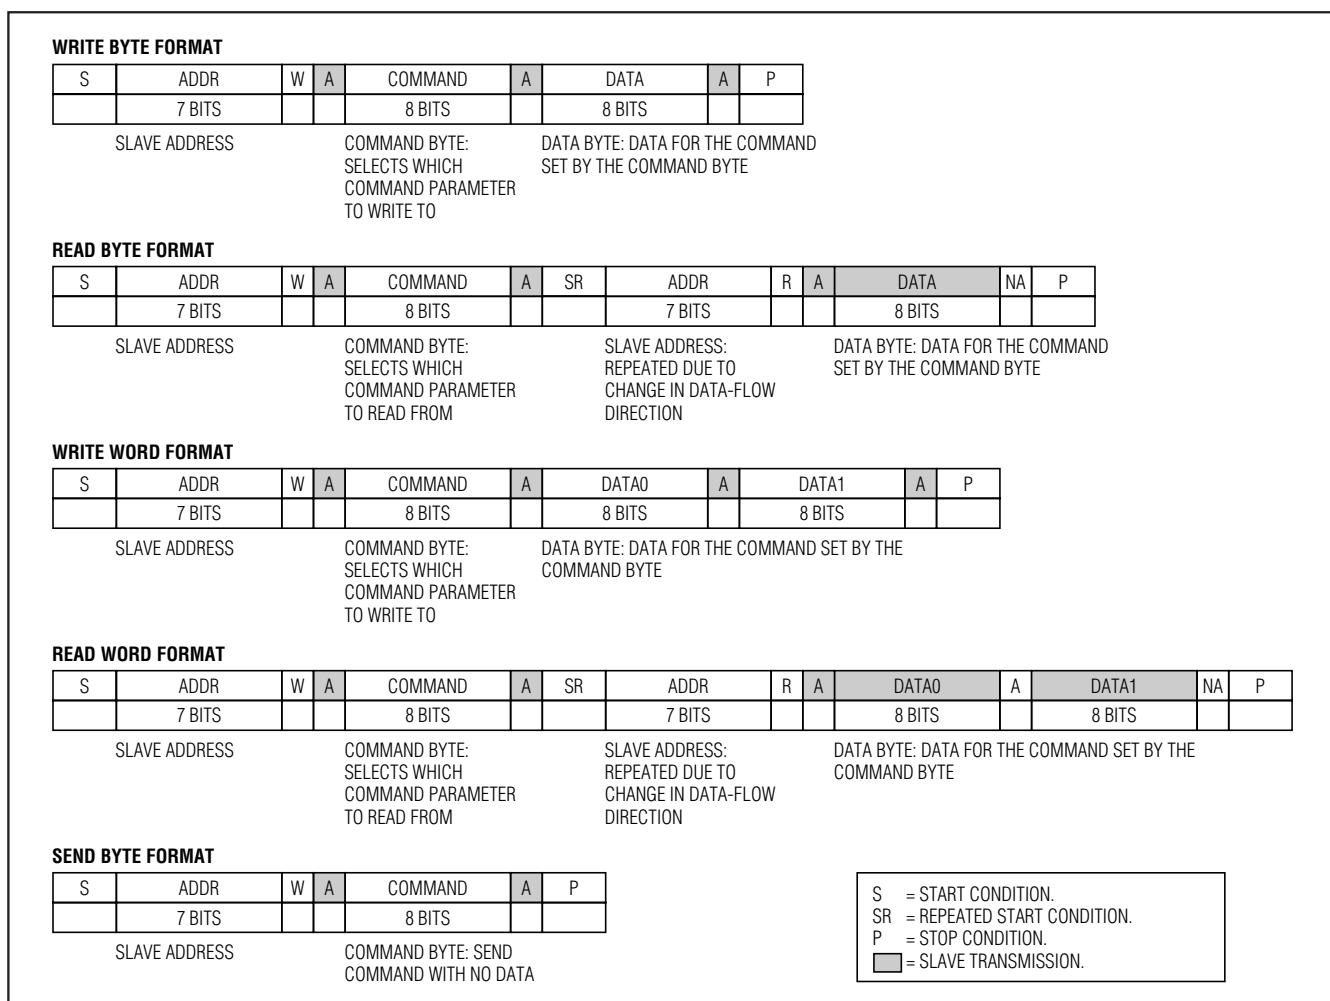 WRITE BYTE FORMAT
S ADDR W A COMMAND A DATA A P
7 BITS 8 BITS 8 BITS
SLAVE ADDRESS COMMAND BYTE: DATA BYTE: DATA FOR THE COMMAND
SELECTS WHICH SET BY THE COMMAND BYTE
COMMAND PARAMETER
TO WRITE TO
READ BYTE FORMAT
S ADDR W A COMMAND A SR ADDR R A DATA NA P
7 BITS 8 BITS 7 BITS 8 BITS
SLAVE ADDRESS COMMAND BYTE: SLAVE ADDRESS: DATA BYTE: DATA FOR THE COMMAND
SELECTS WHICH REPEATED DUE TO SET BY THE COMMAND BYTE
COMMAND PARAMETER CHANGE IN DATA-FLOW
TO READ FROM DIRECTION
WRITE WORD FORMAT
S ADDR W A COMMAND A DATA0 A DATA1 A P
7 BITS 8 BITS 8 BITS 8 BITS
SLAVE ADDRESS COMMAND BYTE: DATA BYTE: DATA FOR THE COMMAND SET BY THE
SELECTS WHICH COMMAND BYTE
COMMAND PARAMETER
TO WRITE TO
READ WORD FORMAT
S ADDR W A COMMAND A SR ADDR R A DATA0 A DATA1 NA P
7 BITS 8 BITS 7 BITS 8 BITS 8 BITS
SLAVE ADDRESS COMMAND BYTE: SLAVE ADDRESS: DATA BYTE: DATA FOR THE COMMAND SET BY THE
SELECTS WHICH REPEATED DUE TO COMMAND BYTE
COMMAND PARAMETER CHANGE IN DATA-FLOW
TO READ FROM DIRECTION
SEND BYTE FORMAT
S ADDR W A COMMAND A P
7 BITS 8 BITS
SLAVE ADDRESS COMMAND BYTE: SEND
COMMAND WITH NO DATA
S = START CONDITION.
SR = REPEATED START CONDITION.
P = STOP CONDITION.
= SLAVE TRANSMISSION.